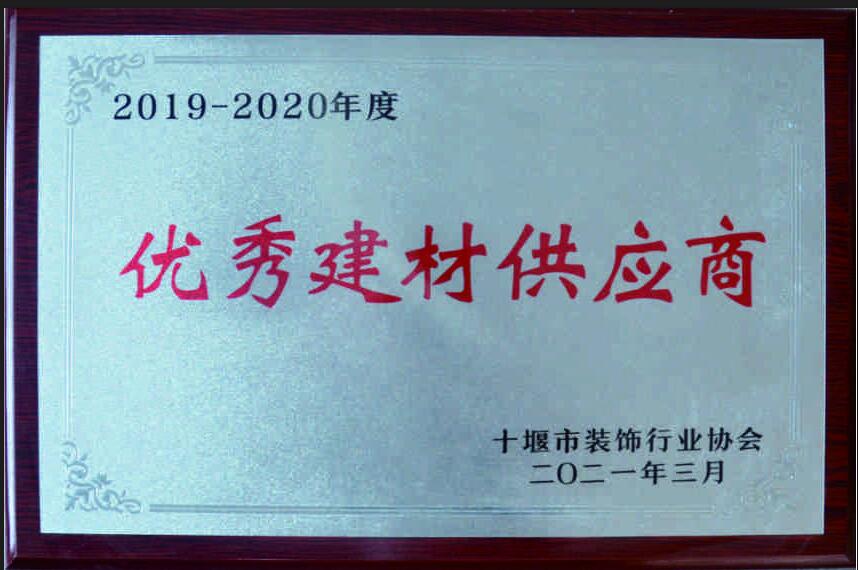 2019-2020年度
优秀建材供应商
十堰市装饰行业协会
二〇二一年三月